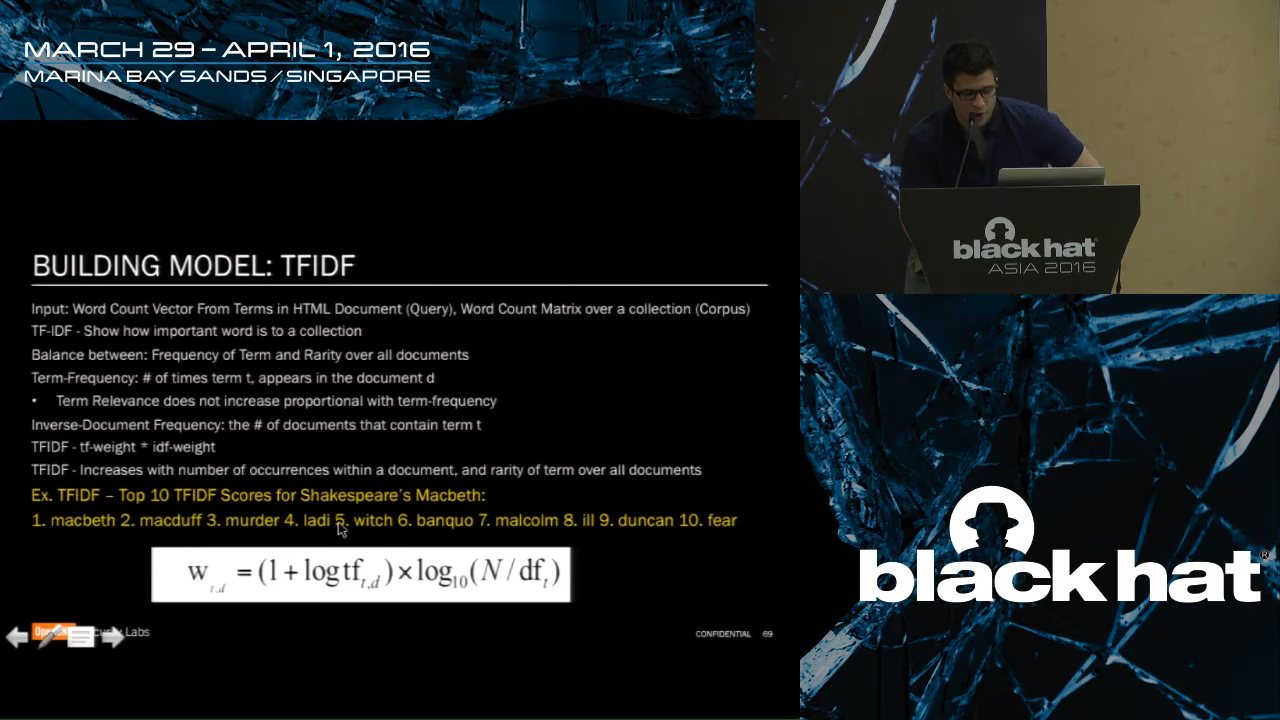 MARCH 29 – APRIL 1, 2016
MARINA BAY SANDS / SINGAPORE
black hat
ASIA 2016
BUILDING MODEL: TFIDF
Input: Word Count Vector From Terms in HTML Document (Query), Word Count Matrix over a collection (Corpus)
TF-IDF - Show how important word is to a collection
Balance between: Frequency of Term and Rarity over all documents
Term-Frequency: # of times term t, appears in the document d
• Term Relevance does not increase proportional with term-frequency
Inverse-Document Frequency: the # of documents that contain term t
TFIDF - tf-weight * idf-weight
TFIDF - Increases with number of occurrences within a document, and rarity of term over all documents
Ex. TFIDF – Top 10 TFIDF Scores for Shakespeare's Macbeth:
1. macbeth 2. macduff 3. murder 4. ladi 5. witch 6. banquo 7. malcolm 8. ill 9. duncan 10. fear
w t,d = (1 + log tf t,d) × log10 (N / df t)
Labs
CONFIDENTIAL 69
black hat®